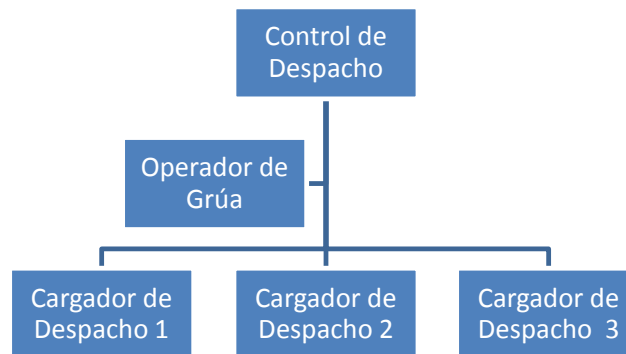 Control de
Despacho
Operador de
Grúa
Cargador de
Despacho 1
Cargador de
Despacho 2
Cargador de
Despacho 3